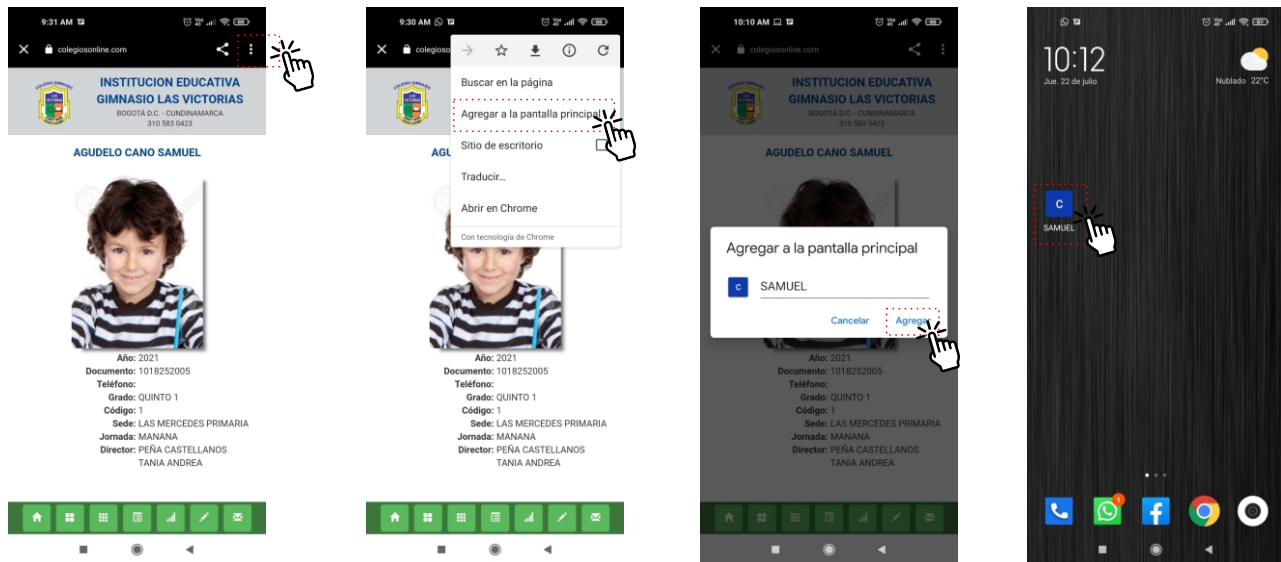 9:31 AM
colegiosonline.com
INSTITUCION EDUCATIVA
GIMNASIO LAS VICTORIAS
BOGOTÁ D.C. - CUNDINAMARCA
310 583 0423
AGUDELO CANO SAMUEL
Año: 2021
Documento: 1018252005
Teléfono:
Grado: QUINTO 1
Código: 1
Sede: LAS MERCEDES PRIMARIA
Jornada: MANANA
Director: PEÑA CASTELLANOS
TANIA ANDREA
9:30 AM
colegioso
Buscar en la página
Agregar a la pantalla principal
Sitio de escritorio
Traducir...
Abrir en Chrome
Con tecnología de Chrome
AGU
Año: 2021
Documento: 1018252005
Teléfono:
Grado: QUINTO 1
Código: 1
Sede: LAS MERCEDES PRIMARIA
Jornada: MANANA
Director: PEÑA CASTELLANOS
TANIA ANDREA
10:10 AM
colegiosonline.com
INSTITUCION EDUCATIVA
GIMNASIO LAS VICTORIAS
BOGOTÁ D.C. - CUNDINAMARCA
310 583 0423
AGUDELO CANO SAMUEL
Agregar a la pantalla principal
C
SAMUEL
Cancelar Agregar
Año: 2021
Documento: 1018252005
Teléfono:
Grado: QUINTO 1
Código: 1
Sede: LAS MERCEDES PRIMARIA
Jornada: MANANA
Director: PEÑA CASTELLANOS
TANIA ANDREA
10:12
Jue. 22 de julio
Nublado 22°C
C
SAMUEL
1